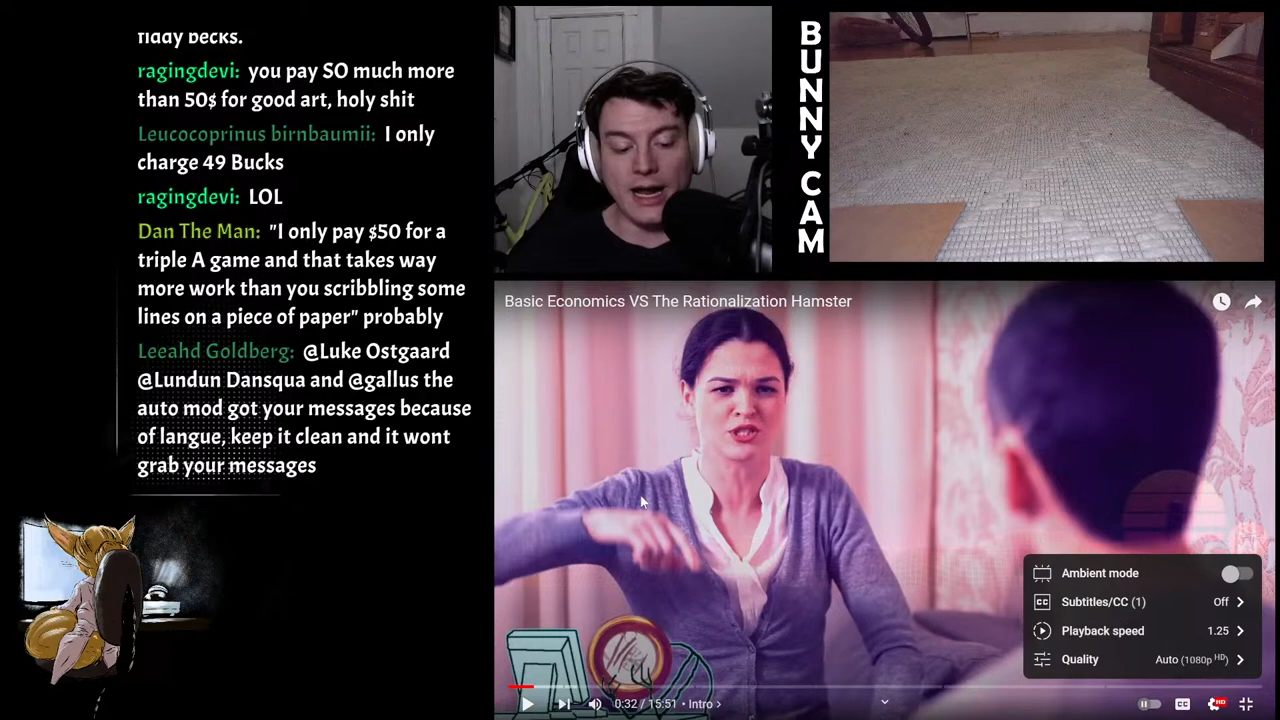 fiddy becks.
ragingdevi: you pay SO much more
than 50$ for good art, holy shit
Leucocoprinus birnbaumii: I only
charge 49 Bucks
ragingdevi: LOL
Dan The Man: "I only pay $50 for a
triple A game and that takes way
more work than you scribbling some
lines on a piece of paper" probably
Leeahd Goldberg: @Luke Ostgaard
@Lundun Dansqua and @gallus the
auto mod got your messages because
of langue, keep it clean and it wont
grab your messages
BUNNY CAM
Basic Economics VS The Rationalization Hamster
Ambient mode
Subtitles/CC (1) Off
Playback speed 1.25
Quality Auto (1080p HD)
0:32 / 15:51 • Intro
CC
HD